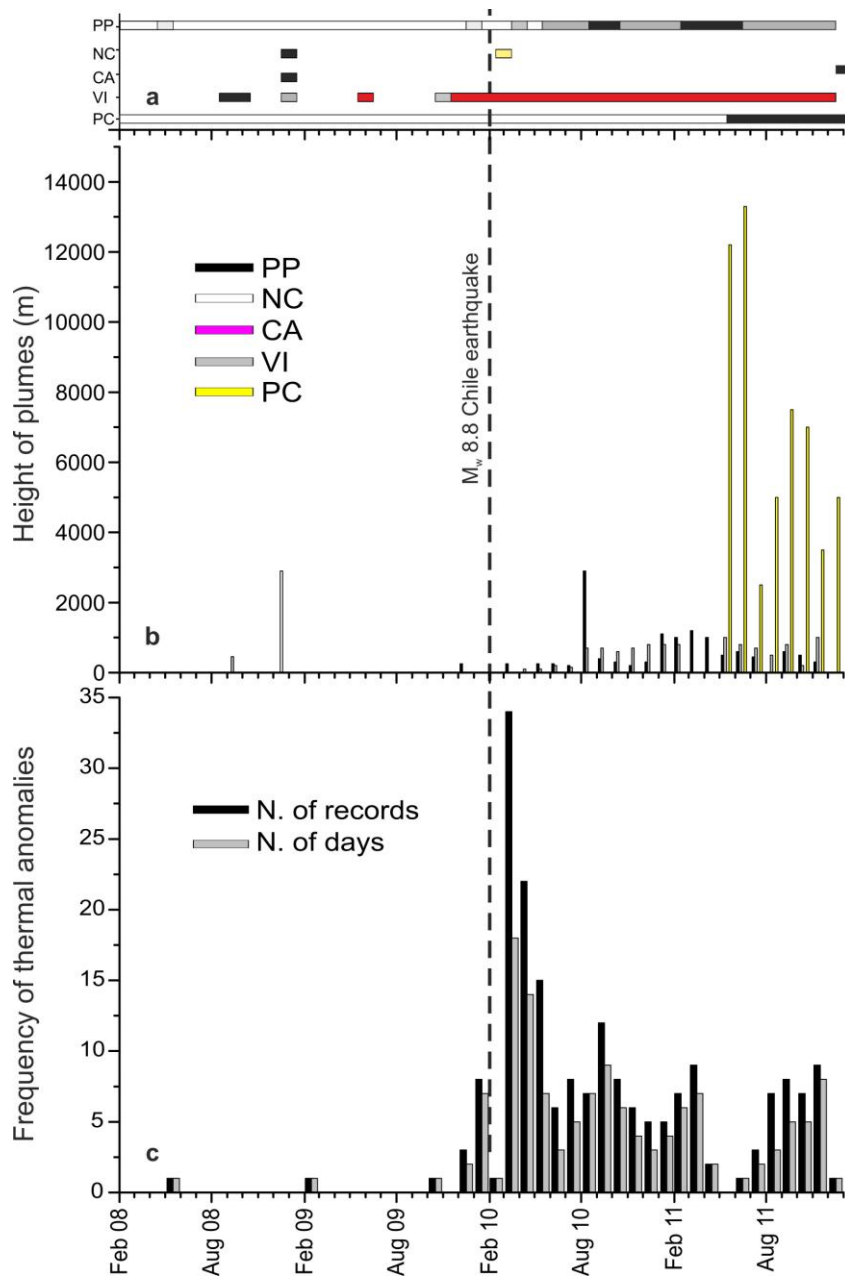 PP
NC
CA
VI
PC
a
Height of plumes (m)
14000
12000
10000
8000
6000
4000
2000
0
PP
NC
CA
VI
PC
Mw 8.8 Chile earthquake
b
Frequency of thermal anomalies
35
30
25
20
15
10
5
0
N. of records
N. of days
c
Feb 08
Aug 08
Feb 09
Aug 09
Feb 10
Aug 10
Feb 11
Aug 11